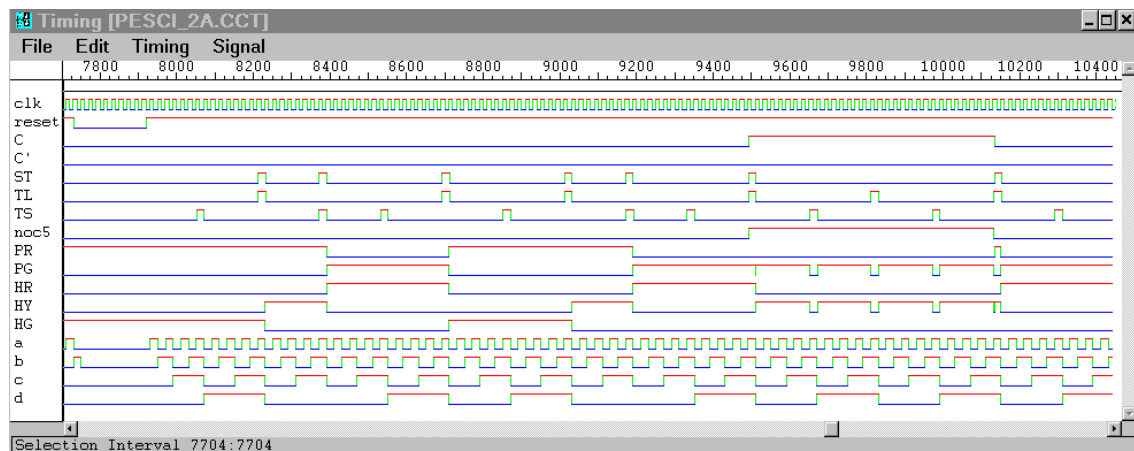 Timing [PESCI_2A.CCT]
File Edit Timing Signal
7800 8000 8200 8400 8600 8800 9000 9200 9400 9600 9800 10000 10200 10400
clk
reset
C
C'
ST
TL
TS
noc5
PR
PG
HR
HY
HG
a
b
c
d
Selection Interval 7704:7704